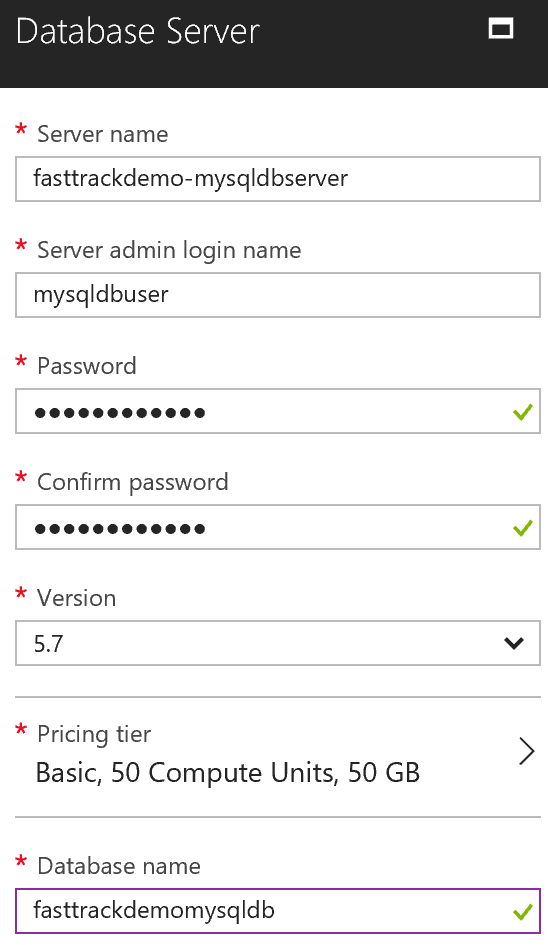 Database Server
* Server name
fasttrackdemo-mysqldbserver
* Server admin login name
mysqldbuser
* Password
●●●●●●●●●●●●
* Confirm password
●●●●●●●●●●●●
* Version
5.7
* Pricing tier
Basic, 50 Compute Units, 50 GB
* Database name
fasttrackdemomysqldb